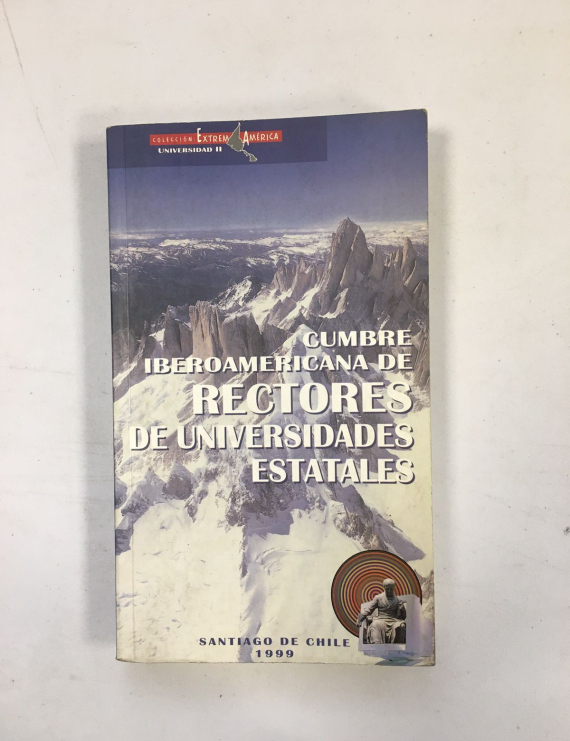 COLECCIÓN EXTREMAMÉRICA
UNIVERSIDAD II
CUMBRE
IBEROAMERICANA DE
RECTORES
DE UNIVERSIDADES
ESTATALES
SANTIAGO DE CHILE
1999